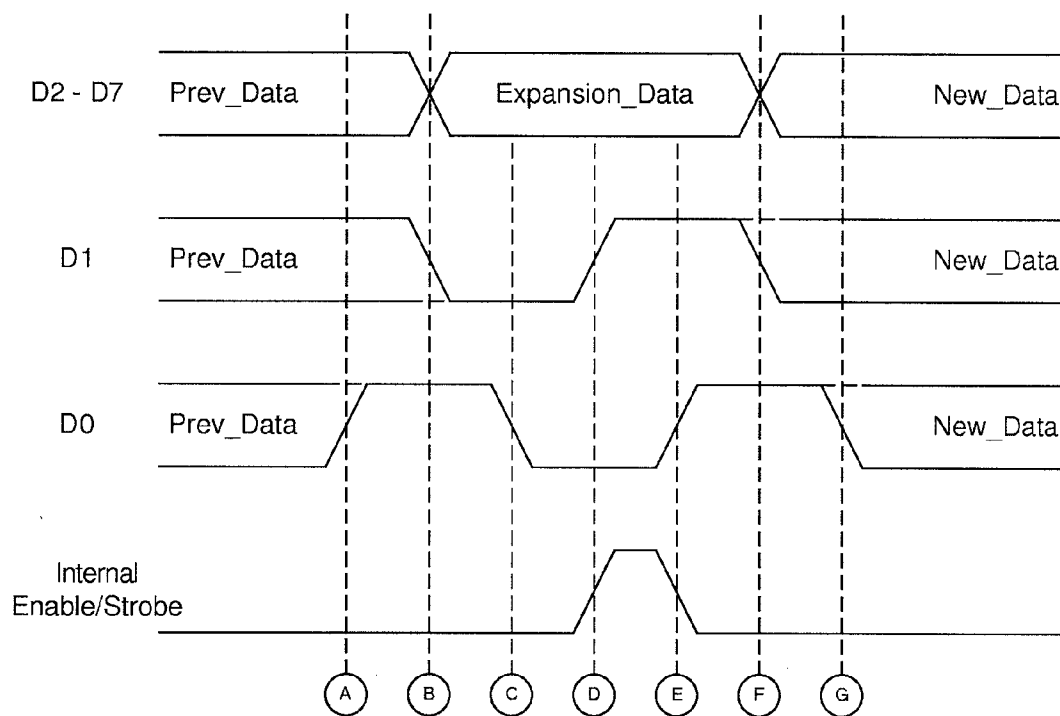 D2 - D7
Prev_Data
Expansion_Data
New_Data
D1
Prev_Data
New_Data
D0
Prev_Data
New_Data
Internal
Enable/Strobe
A
B
C
D
E
F
G